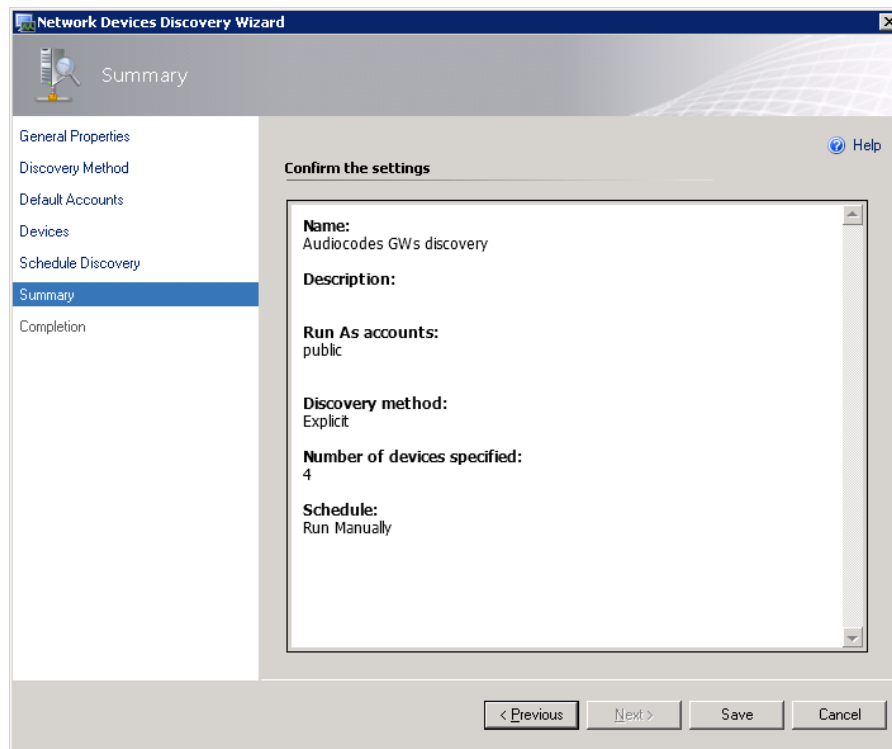 Network Devices Discovery Wizard
Summary
General Properties
Discovery Method
Default Accounts
Devices
Schedule Discovery
Summary
Completion
Help
Confirm the settings
Name:
Audiocodes GWs discovery
Description:
Run As accounts:
public
Discovery method:
Explicit
Number of devices specified:
4
Schedule:
Run Manually
< Previous
Next >
Save
Cancel